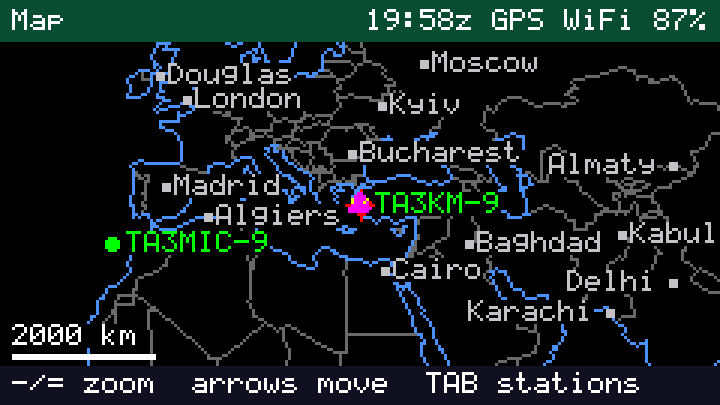 Map 19:58z GPS WiFi 87%
Moscow
Douglas
London
Kyiv
Bucharest
Almaty
Madrid
TA3KM-9
Algiers
Kabul
TA3MIC-9
Baghdad
Cairo
Delhi
Karachi
2000 km
-/= zoom arrows move TAB stations